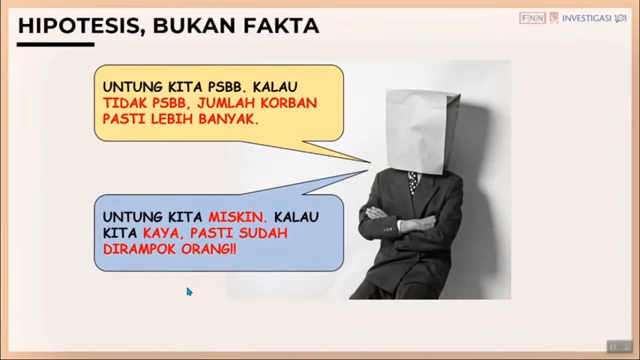 HIPOTESIS, BUKAN FAKTA
FNN INVESTIGASI 101
UNTUNG KITA PSBB. KALAU
TIDAK PSBB, JUMLAH KORBAN
PASTI LEBIH BANYAK.
UNTUNG KITA MISKIN. KALAU
KITA KAYA, PASTI SUDAH
DIRAMPOK ORANG!!